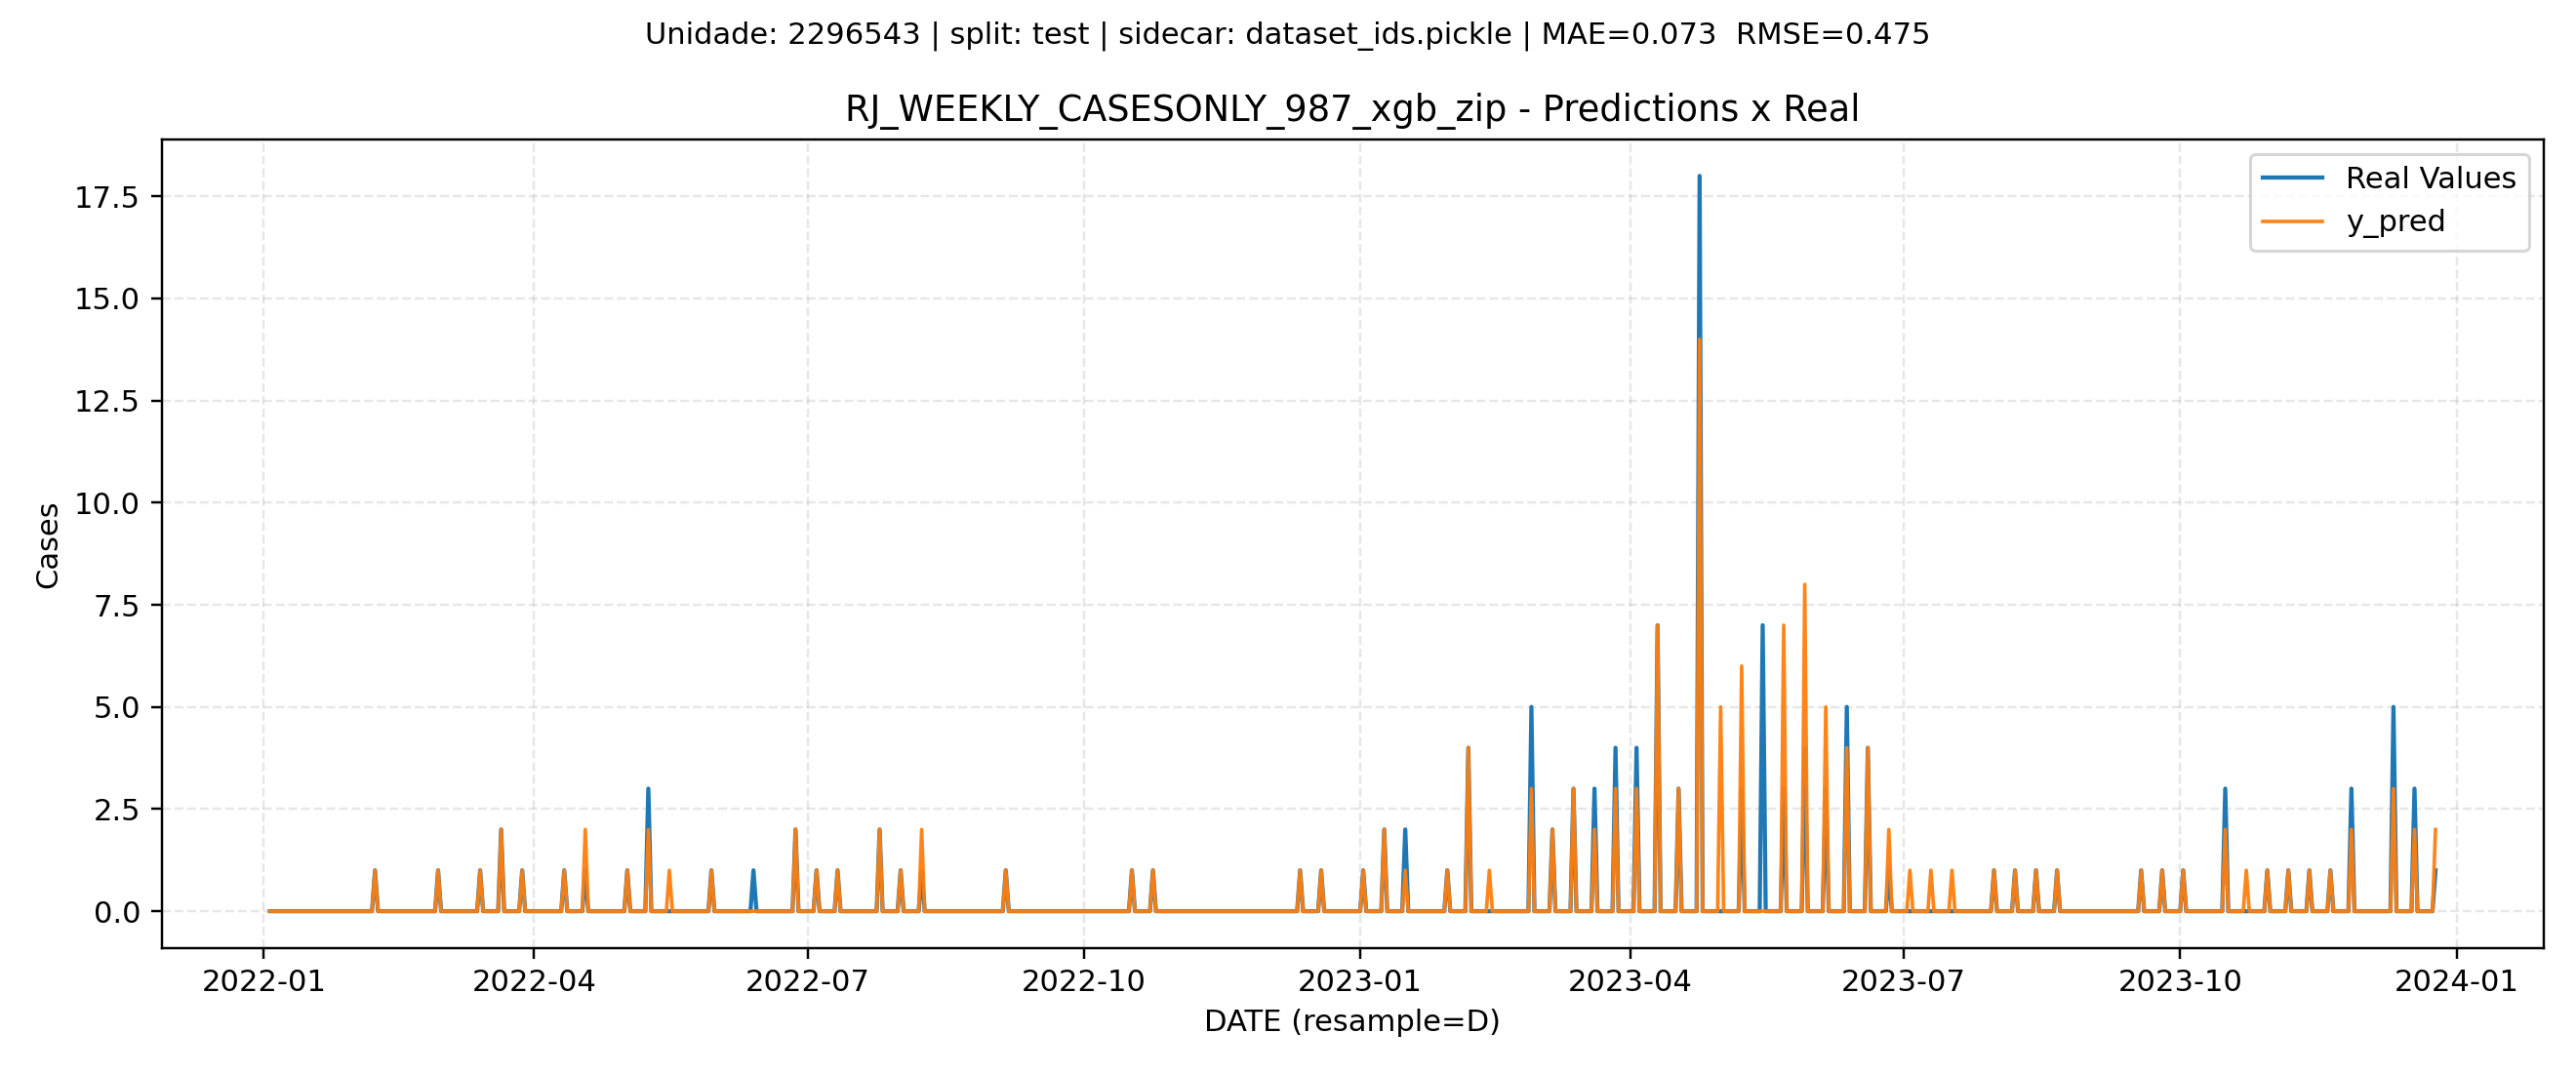 Unidade: 2296543 | split: test | sidecar: dataset_ids.pickle | MAE=0.073  RMSE=0.475
RJ_WEEKLY_CASESONLY_987_xgb_zip - Predictions x Real
Real Values
y_pred
17.5
15.0
12.5
10.0
7.5
5.0
2.5
0.0
Cases
2022-01 2022-04 2022-07 2022-10 2023-01 2023-04 2023-07 2023-10 2024-01
DATE (resample=D)